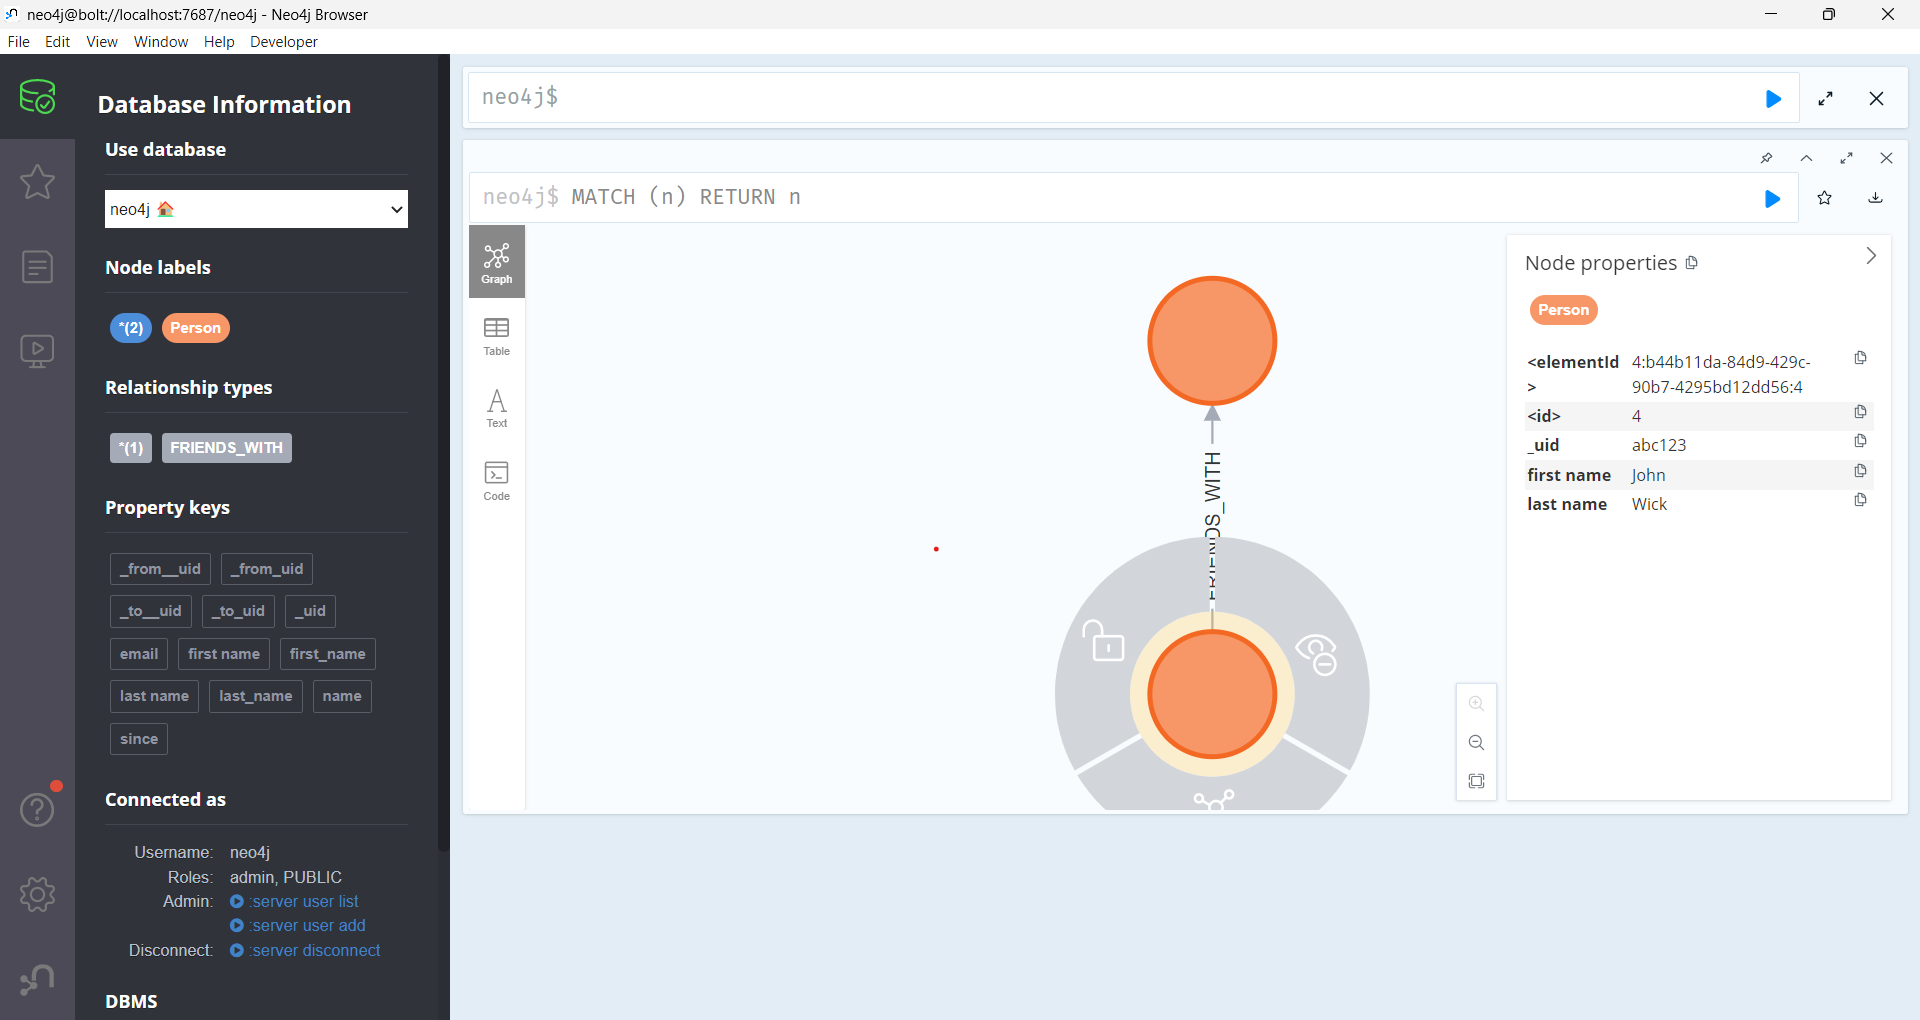 neo4j@bolt://localhost:7687/neo4j - Neo4j Browser
File Edit View Window Help Developer
Database Information
Use database
neo4j
Node labels
*(2) Person
Relationship types
*(1) FRIENDS_WITH
Property keys
_from__uid _from_uid
_to__uid _to_uid _uid
email first name first_name
last name last_name name
since
Connected as
Username: neo4j
Roles: admin, PUBLIC
Admin: :server user list
:server user add
Disconnect: :server disconnect
DBMS
neo4j$
neo4j$ MATCH (n) RETURN n
Graph
Table
Text
Code
FRIENDS_WITH
Node properties
Person
<elementId
> 4:b44b11da-84d9-429c-
90b7-4295bd12dd56:4
<id> 4
_uid abc123
first name John
last name Wick